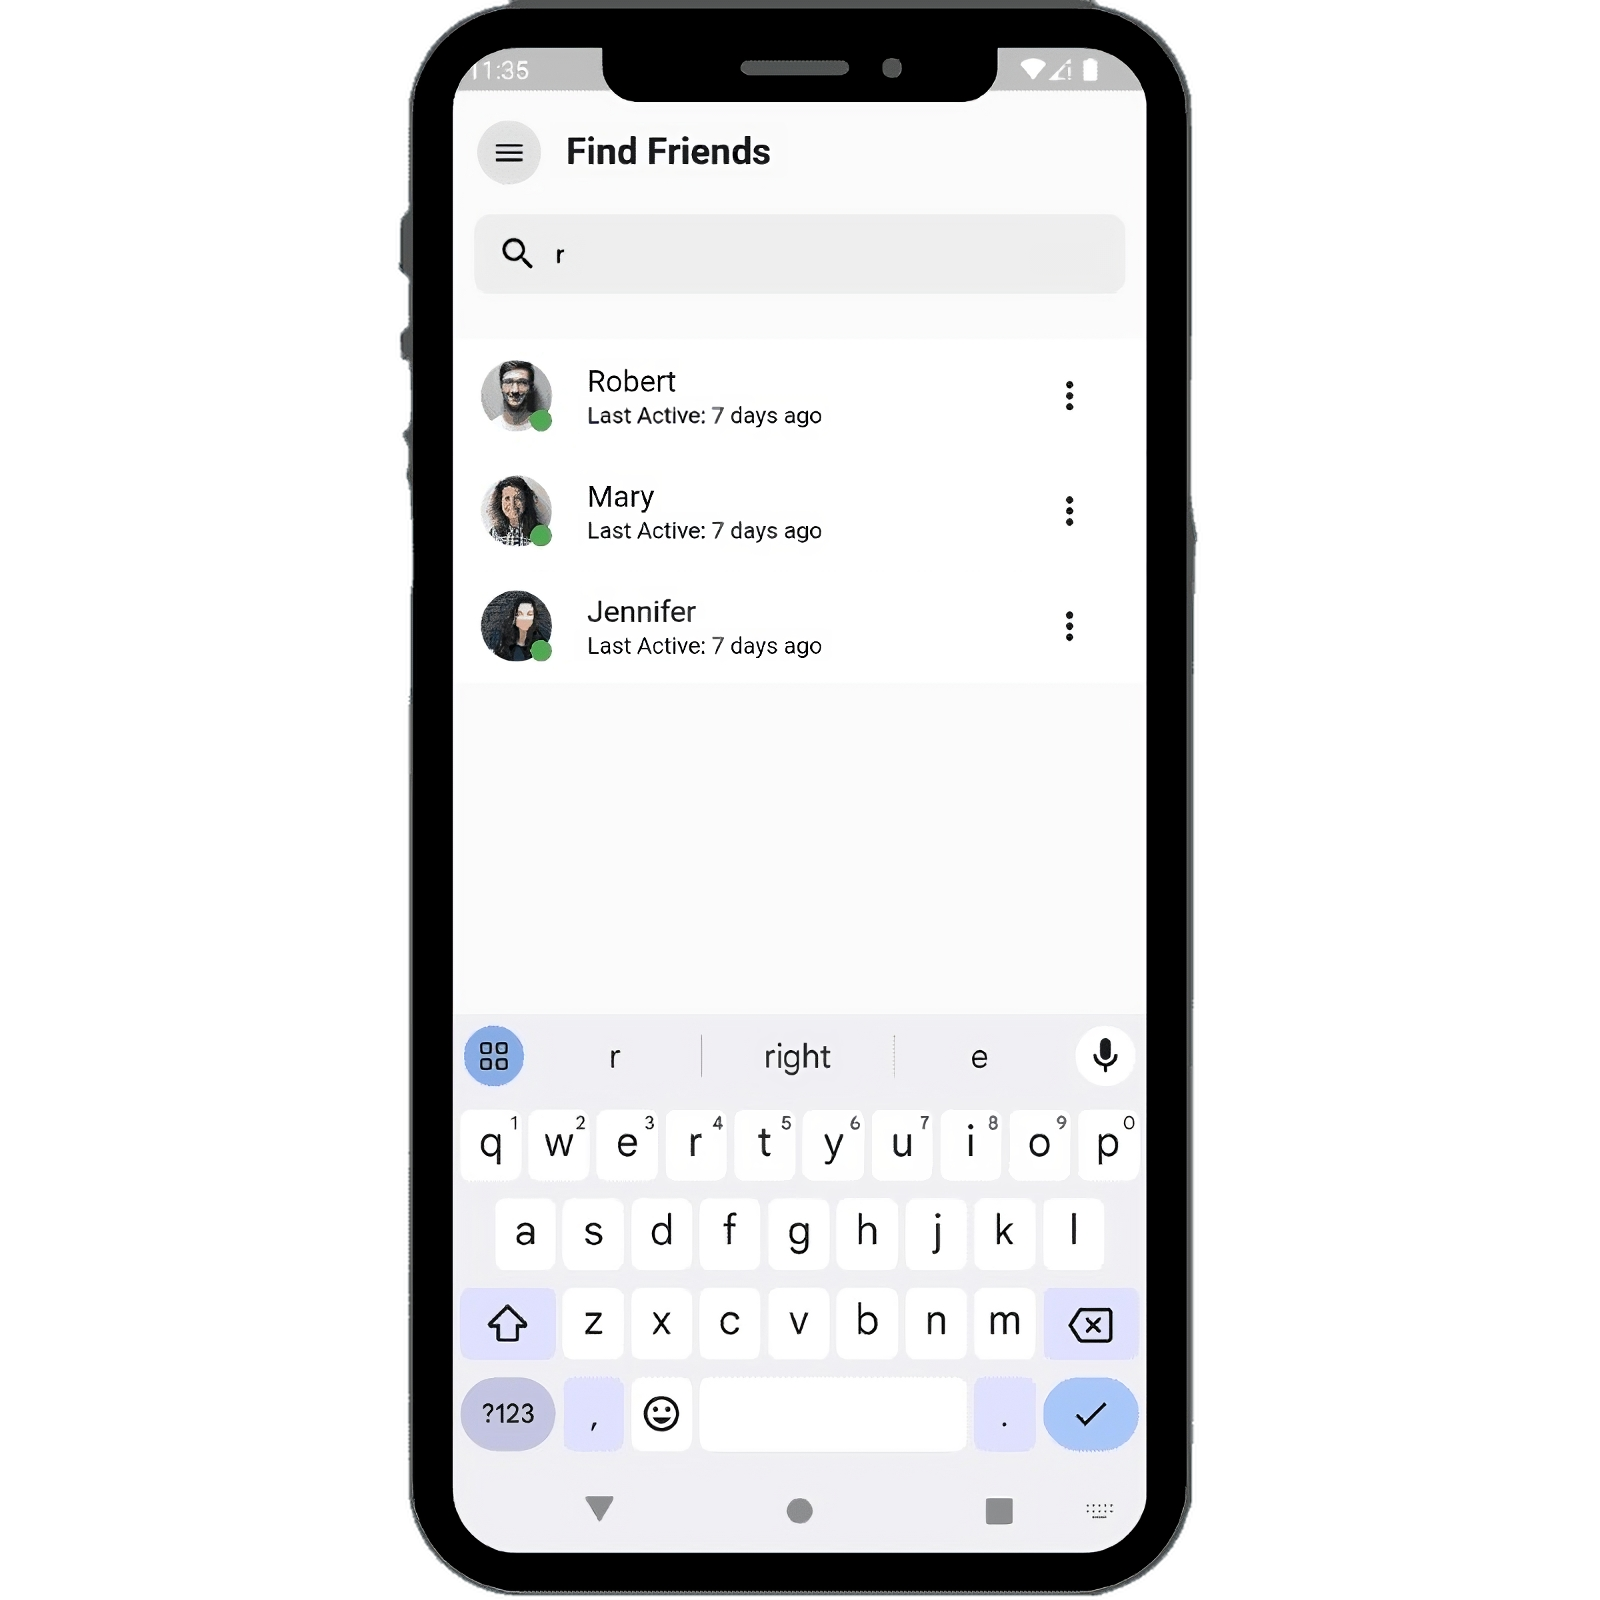 11:35
Find Friends
r
Robert
Last Active: 7 days ago
Mary
Last Active: 7 days ago
Jennifer
Last Active: 7 days ago
r right e
q 1 w 2 e 3 r 4 t 5 y 6 u 7 i 8 o 9 p 0
a s d f g h j k l
z x c v b n m
?123 , .